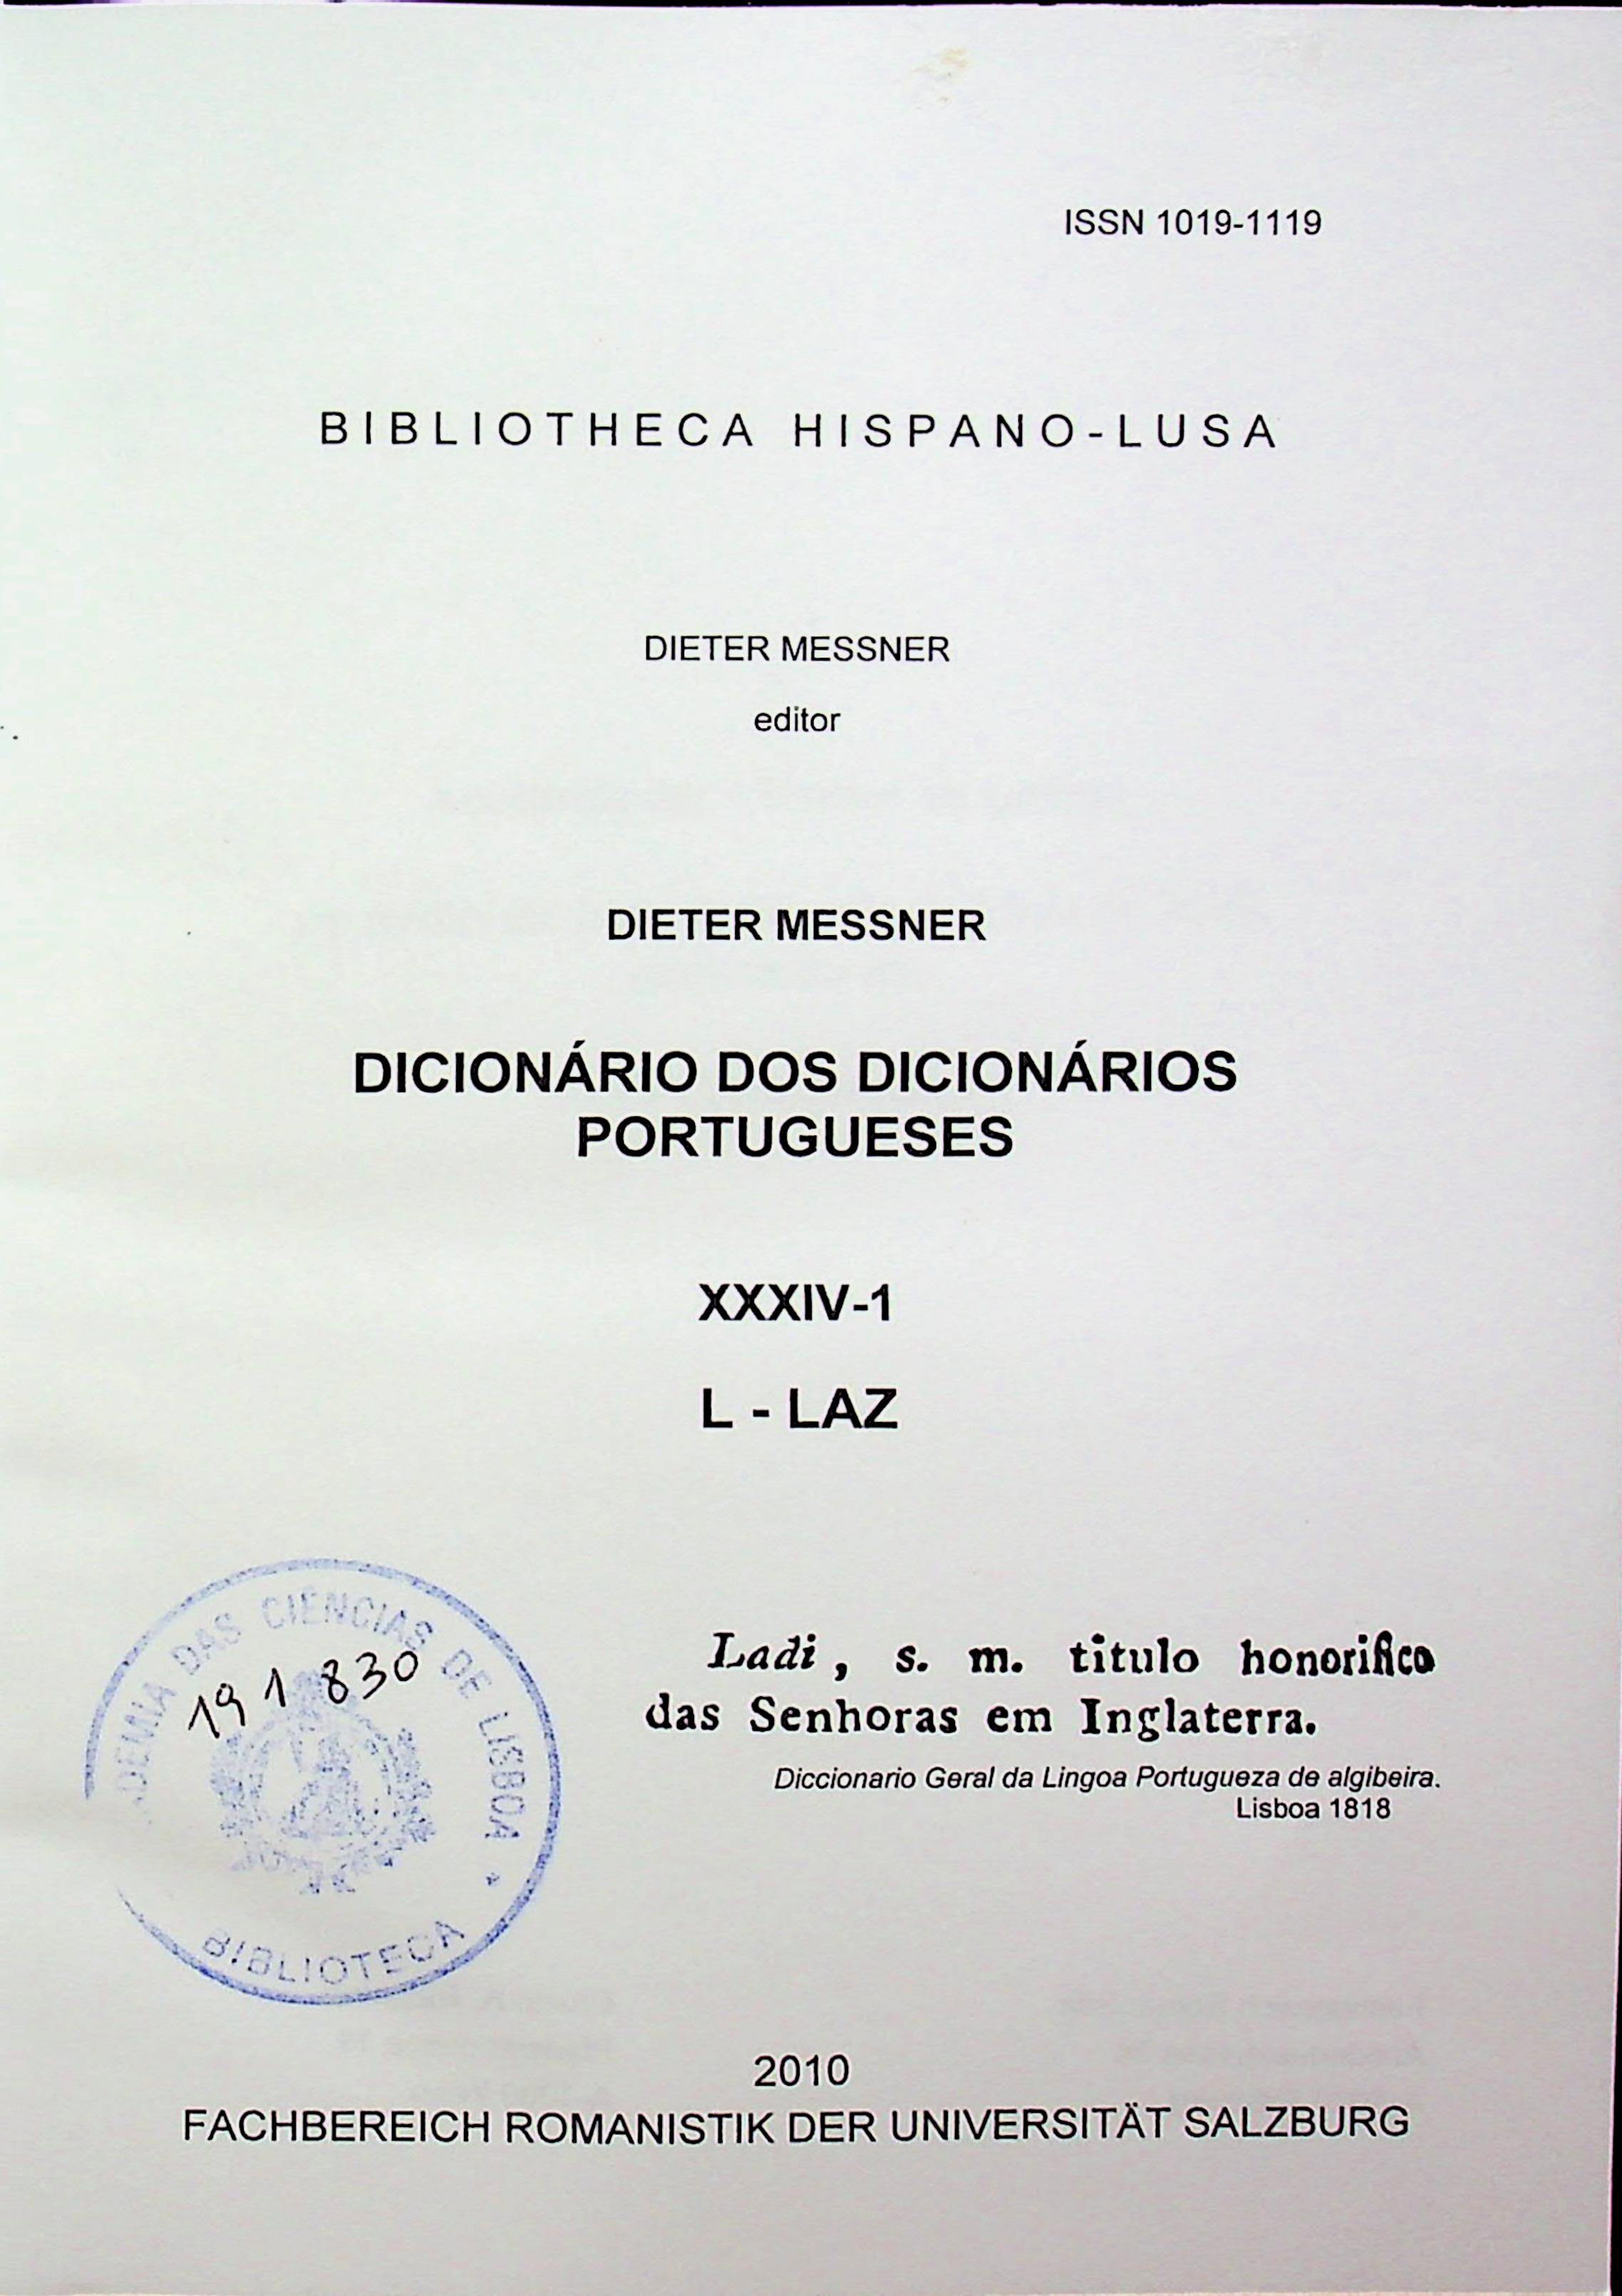 ISSN 1019-1119
BIBLIOTHECA HISPANO-LUSA
DIETER MESSNER
editor
DIETER MESSNER
DICIONÁRIO DOS DICIONÁRIOS
PORTUGUESES
XXXIV-1
L - LAZ
DAS CIÊNCIAS DE LISBOA *
191830
BIBLIOTECA
Ladi, s. m. titulo honorifico
das Senhoras em Inglaterra.
Diccionario Geral da Lingoa Portugueza de algibeira.
Lisboa 1818
2010
FACHBEREICH ROMANISTIK DER UNIVERSITÄT SALZBURG